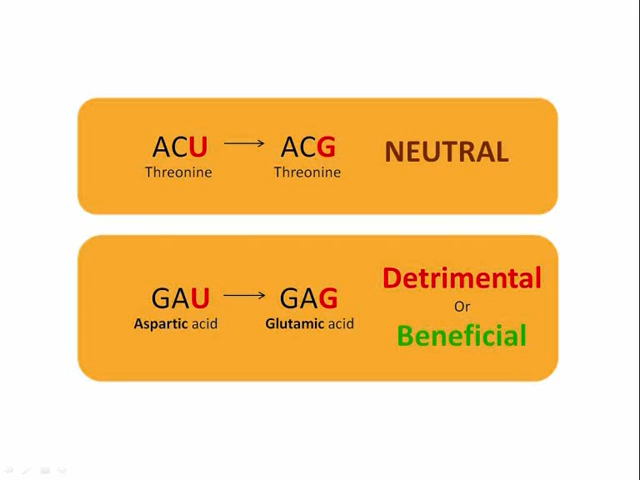 ACU → ACG NEUTRAL
Threonine Threonine
GAU → GAG
Aspartic acid Glutamic acid
Detrimental
Or
Beneficial